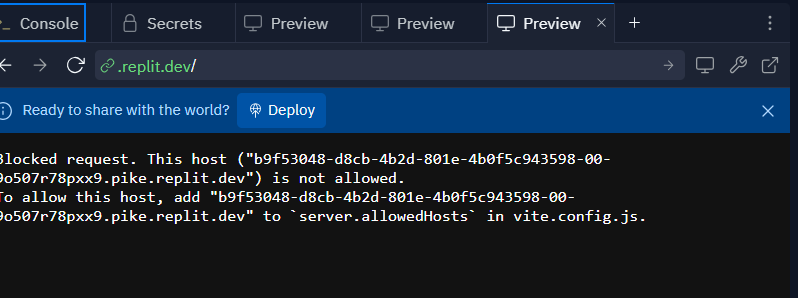 Console
Secrets
Preview
Preview
Preview
.replit.dev/
Ready to share with the world?
Deploy
Blocked request. This host ("b9f53048-d8cb-4b2d-801e-4b0f5c943598-00-
9o507r78pxx9.pike.replit.dev") is not allowed.
To allow this host, add "b9f53048-d8cb-4b2d-801e-4b0f5c943598-00-
9o507r78pxx9.pike.replit.dev" to `server.allowedHosts` in vite.config.js.